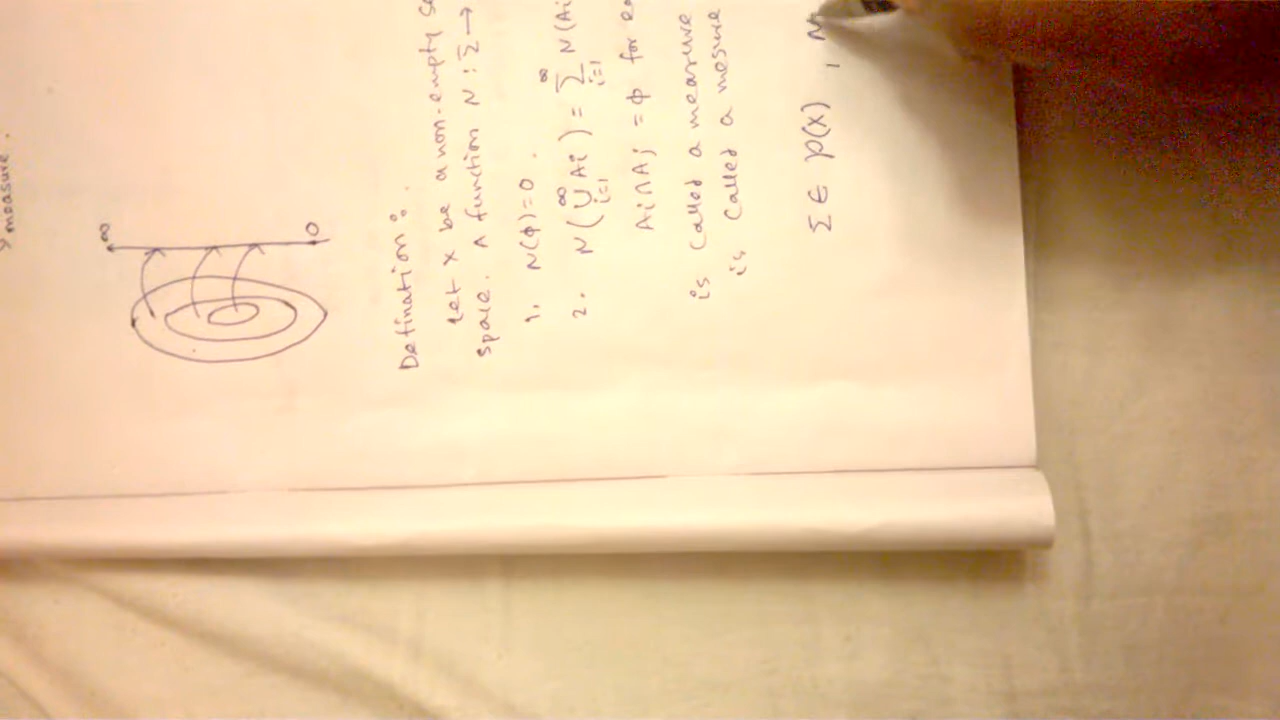 measure.
∞
0
Defination :
Let x be a non-empty
space. A function N : Σ →
1. N(ϕ)=0.
2. N(∞⋃i=1 Ai) = ∞∑i=1 N(Ai
Ai∩Aj = ϕ for
is called a measure
is called a mesure
Σ ∈ P(X) , N